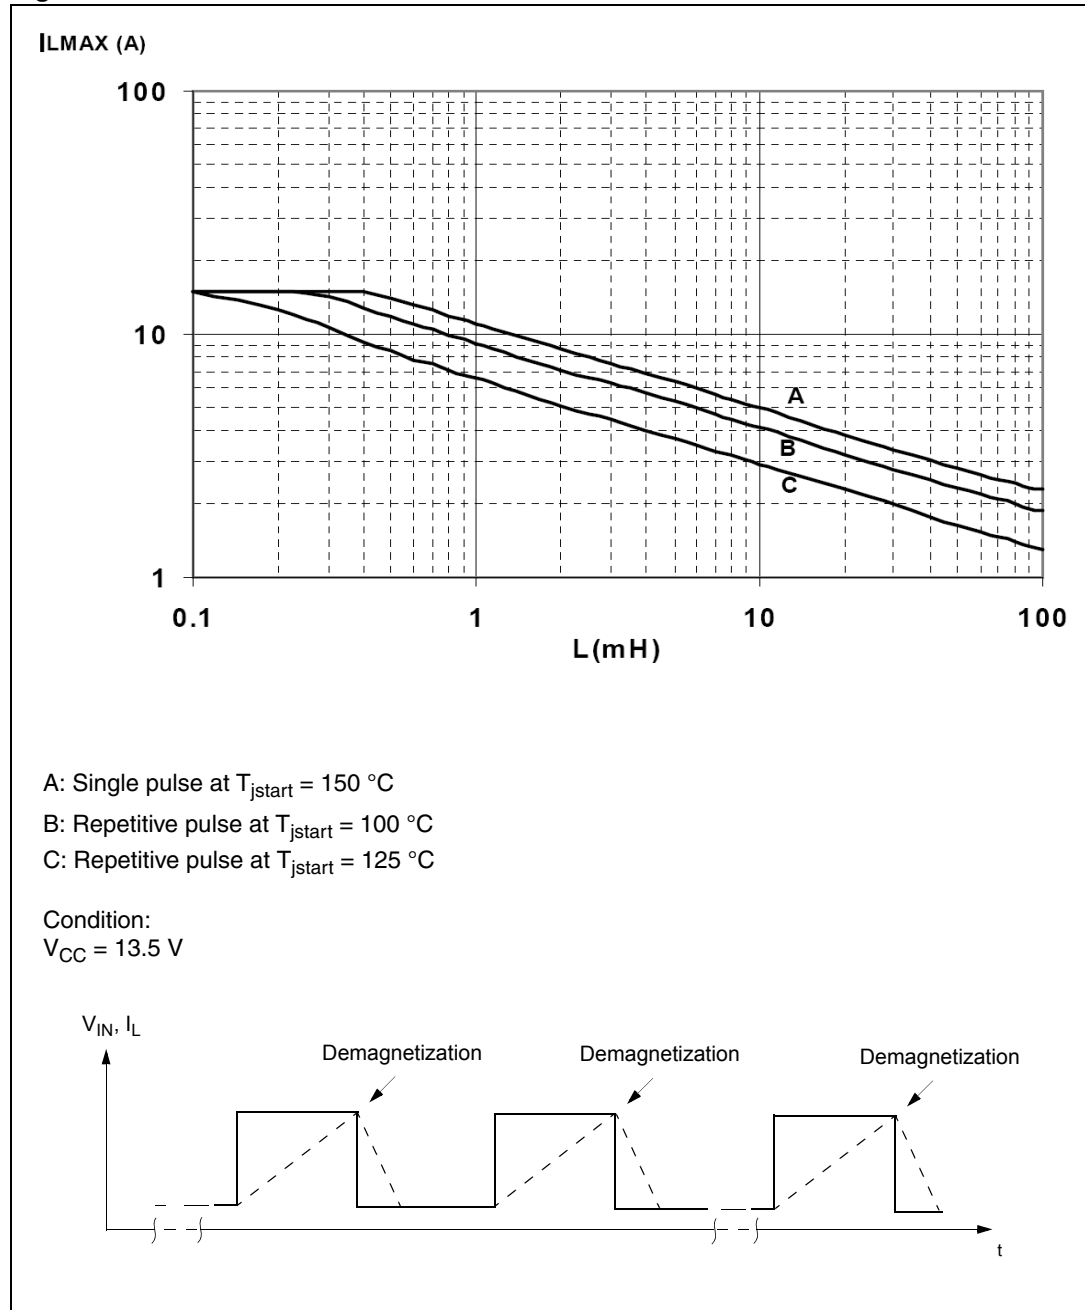 ILMAX (A)
100
10
1
A
B
C
0.1 1 10 100
L(mH)
A: Single pulse at Tjstart = 150 °C
B: Repetitive pulse at Tjstart = 100 °C
C: Repetitive pulse at Tjstart = 125 °C
Condition:
VCC = 13.5 V
VIN, IL
Demagnetization Demagnetization Demagnetization
t